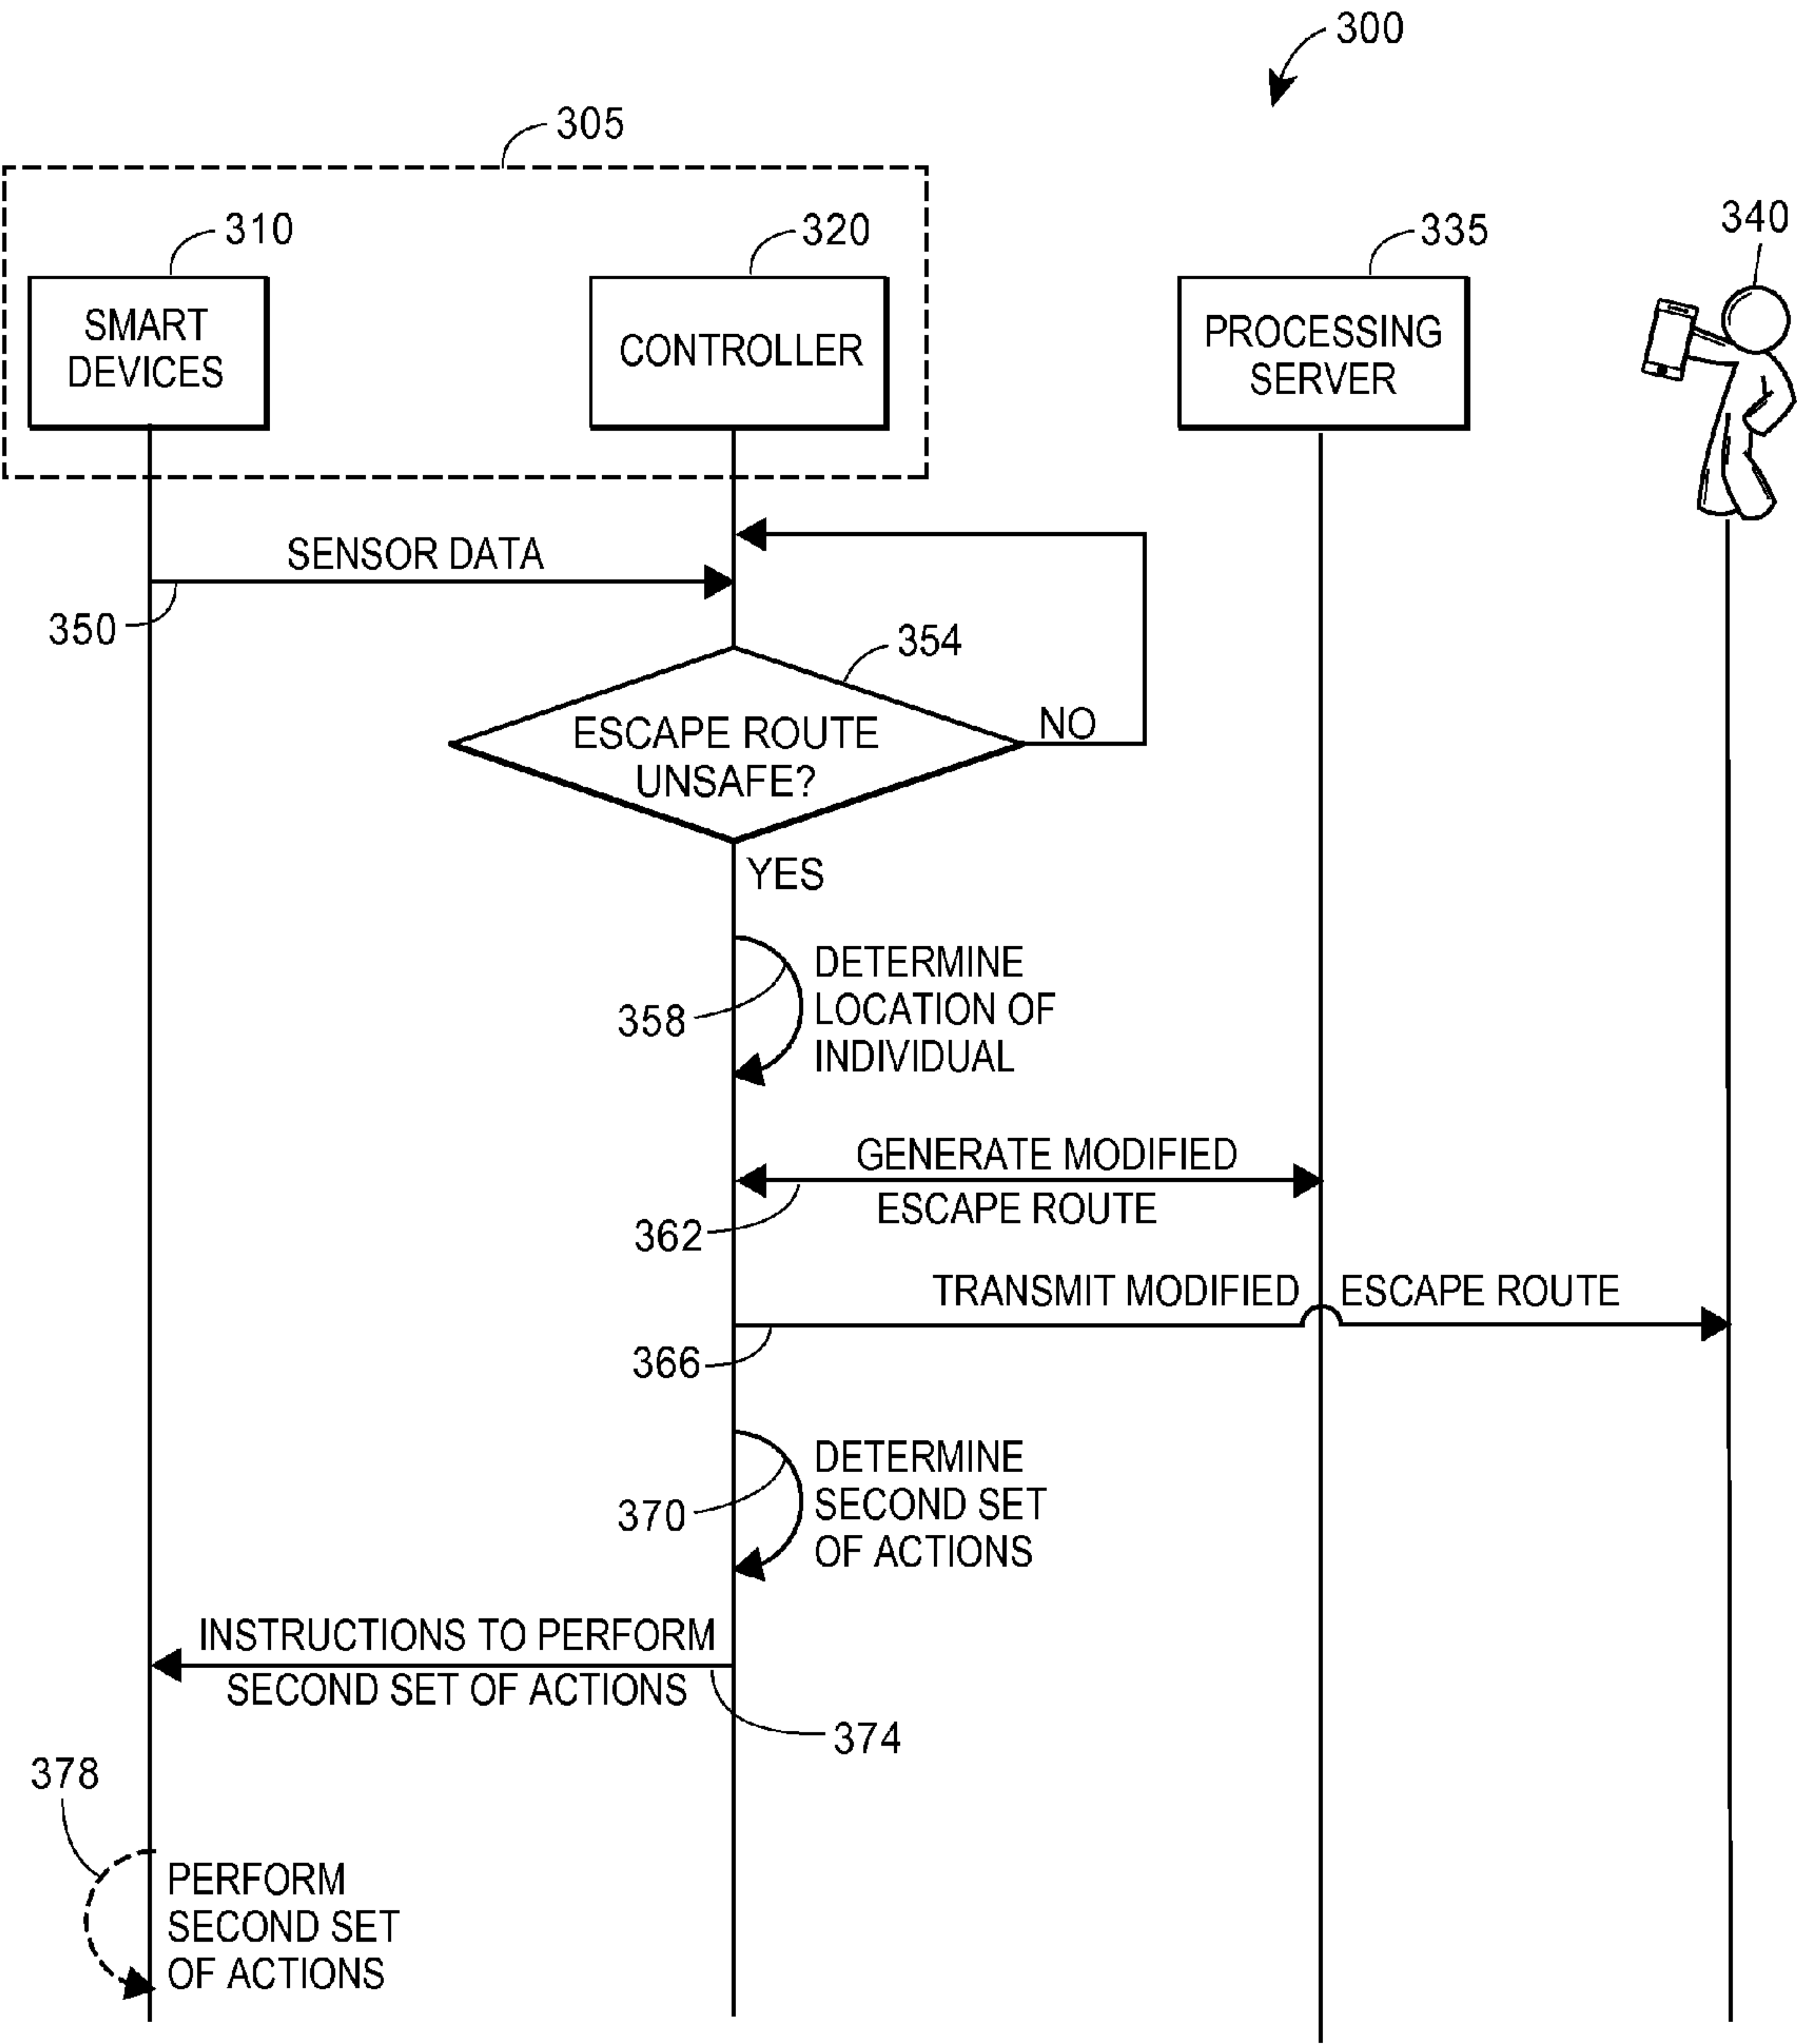 300
305
310
320
335
340
SMART
DEVICES
CONTROLLER
PROCESSING
SERVER
SENSOR DATA
350
354
ESCAPE ROUTE
UNSAFE?
NO
YES
358
DETERMINE
LOCATION OF
INDIVIDUAL
GENERATE MODIFIED
ESCAPE ROUTE
362
TRANSMIT MODIFIED ESCAPE ROUTE
366
370
DETERMINE
SECOND SET
OF ACTIONS
INSTRUCTIONS TO PERFORM
SECOND SET OF ACTIONS
374
378
PERFORM
SECOND SET
OF ACTIONS